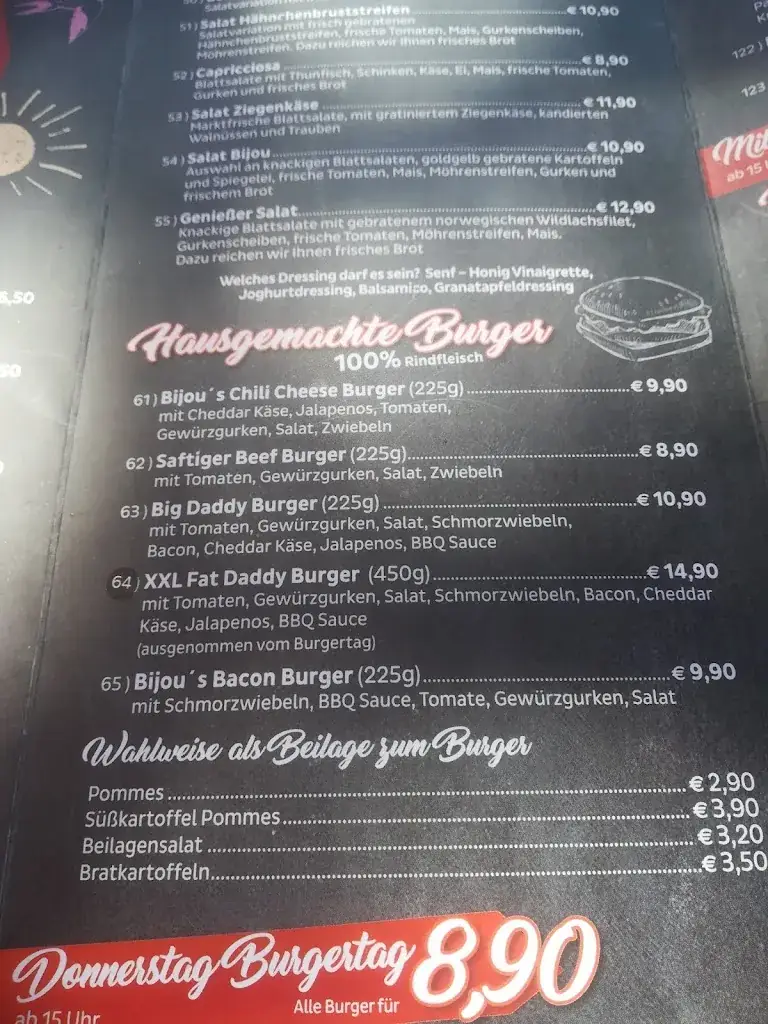 Salatvariation mit
51) Salat Hähnchenbruststreifen € 10,90
Salatvariation mit frisch gebratenen
Hähnchenbruststreifen, frische Tomaten, Mais, Gurkenscheiben,
Möhrenstreifen. Dazu reichen wir Ihnen frisches Brot
52) Capricciosa € 8,90
Blattsalate mit Thunfisch, Schinken, Käse, Ei, Mais, frische Tomaten,
Gurken und frisches Brot
53) Salat Ziegenkäse € 11,90
Marktfrische Blattsalate, mit gratiniertem Ziegenkäse, kandierten
Walnüssen und Trauben
54) Salat Bijou € 10,90
Auswahl an knackigen Blattsalaten, goldgelb gebratene Kartoffeln
und Spiegelei, frische Tomaten, Mais, Möhrenstreifen, Gurken und
frischem Brot
55) Genießer Salat € 12,90
Knackige Blattsalate mit gebratenem norwegischen Wildlachsfilet,
Gurkenscheiben, frische Tomaten, Möhrenstreifen, Mais.
Dazu reichen wir Ihnen frisches Brot
Welches Dressing darf es sein? Senf - Honig Vinaigrette,
Joghurtdressing, Balsamico, Granatapfeldressing
Hausgemachte Burger
100% Rindfleisch
61) Bijou´s Chili Cheese Burger (225g) € 9,90
mit Cheddar Käse, Jalapenos, Tomaten,
Gewürzgurken, Salat, Zwiebeln
62) Saftiger Beef Burger (225g) € 8,90
mit Tomaten, Gewürzgurken, Salat, Zwiebeln
63) Big Daddy Burger (225g) € 10,90
mit Tomaten, Gewürzgurken, Salat, Schmorzwiebeln,
Bacon, Cheddar Käse, Jalapenos, BBQ Sauce
64) XXL Fat Daddy Burger (450g) € 14,90
mit Tomaten, Gewürzgurken, Salat, Schmorzwiebeln, Bacon, Cheddar
Käse, Jalapenos, BBQ Sauce
(ausgenommen vom Burgertag)
65) Bijou´s Bacon Burger (225g) € 9,90
mit Schmorzwiebeln, BBQ Sauce, Tomate, Gewürzgurken, Salat
Wahlweise als Beilage zum Burger
Pommes € 2,90
Süßkartoffel Pommes € 3,90
Beilagensalat € 3,20
Bratkartoffeln € 3,50
Donnerstag Burgertag 8,90
ab 15 Uhr Alle Burger für
5,50
50
122)
123
Mit
ab 15 U